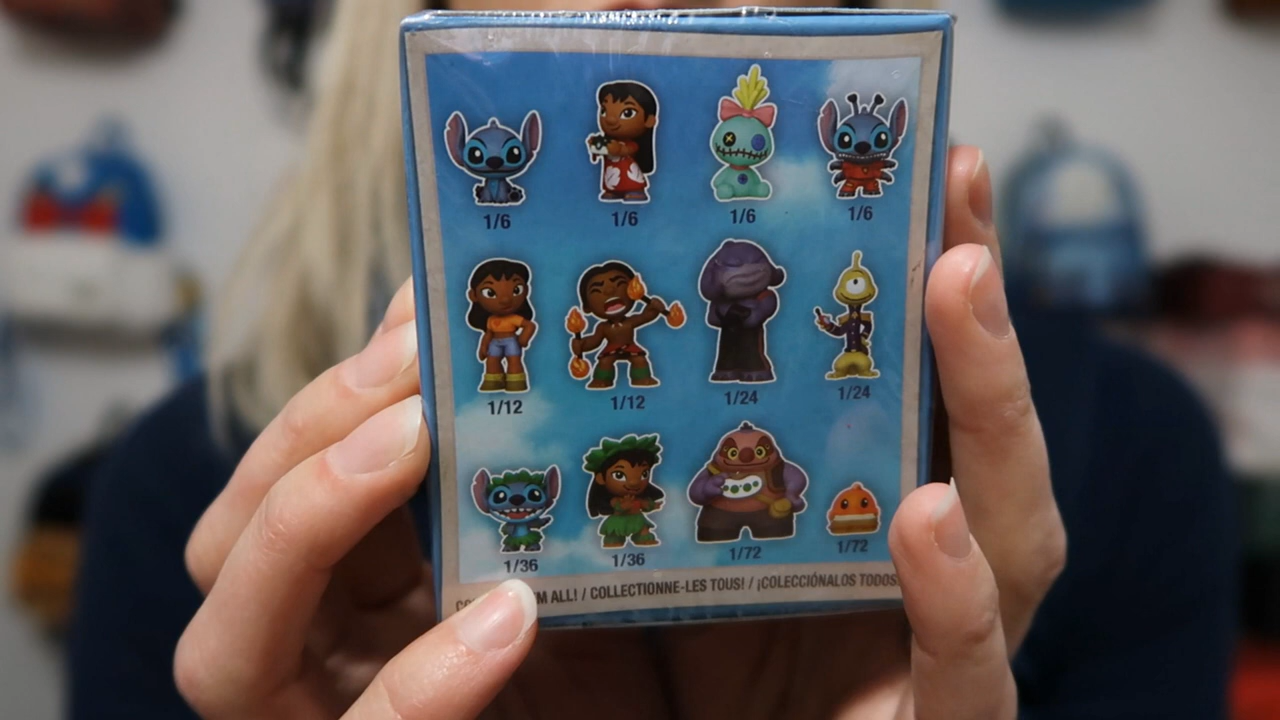 1/6 1/6 1/6 1/6
1/12 1/12 1/24 1/24
1/36 1/36 1/72 1/72
ALL! / COLLECTIONNE-LES TOUS! / ¡COLECCIÓNALOS TODOS